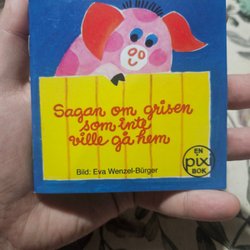 Sagan om grisen
som inte
ville gå hem
Bild: Eva Wenzel-Bürger
EN
pixi
BOK